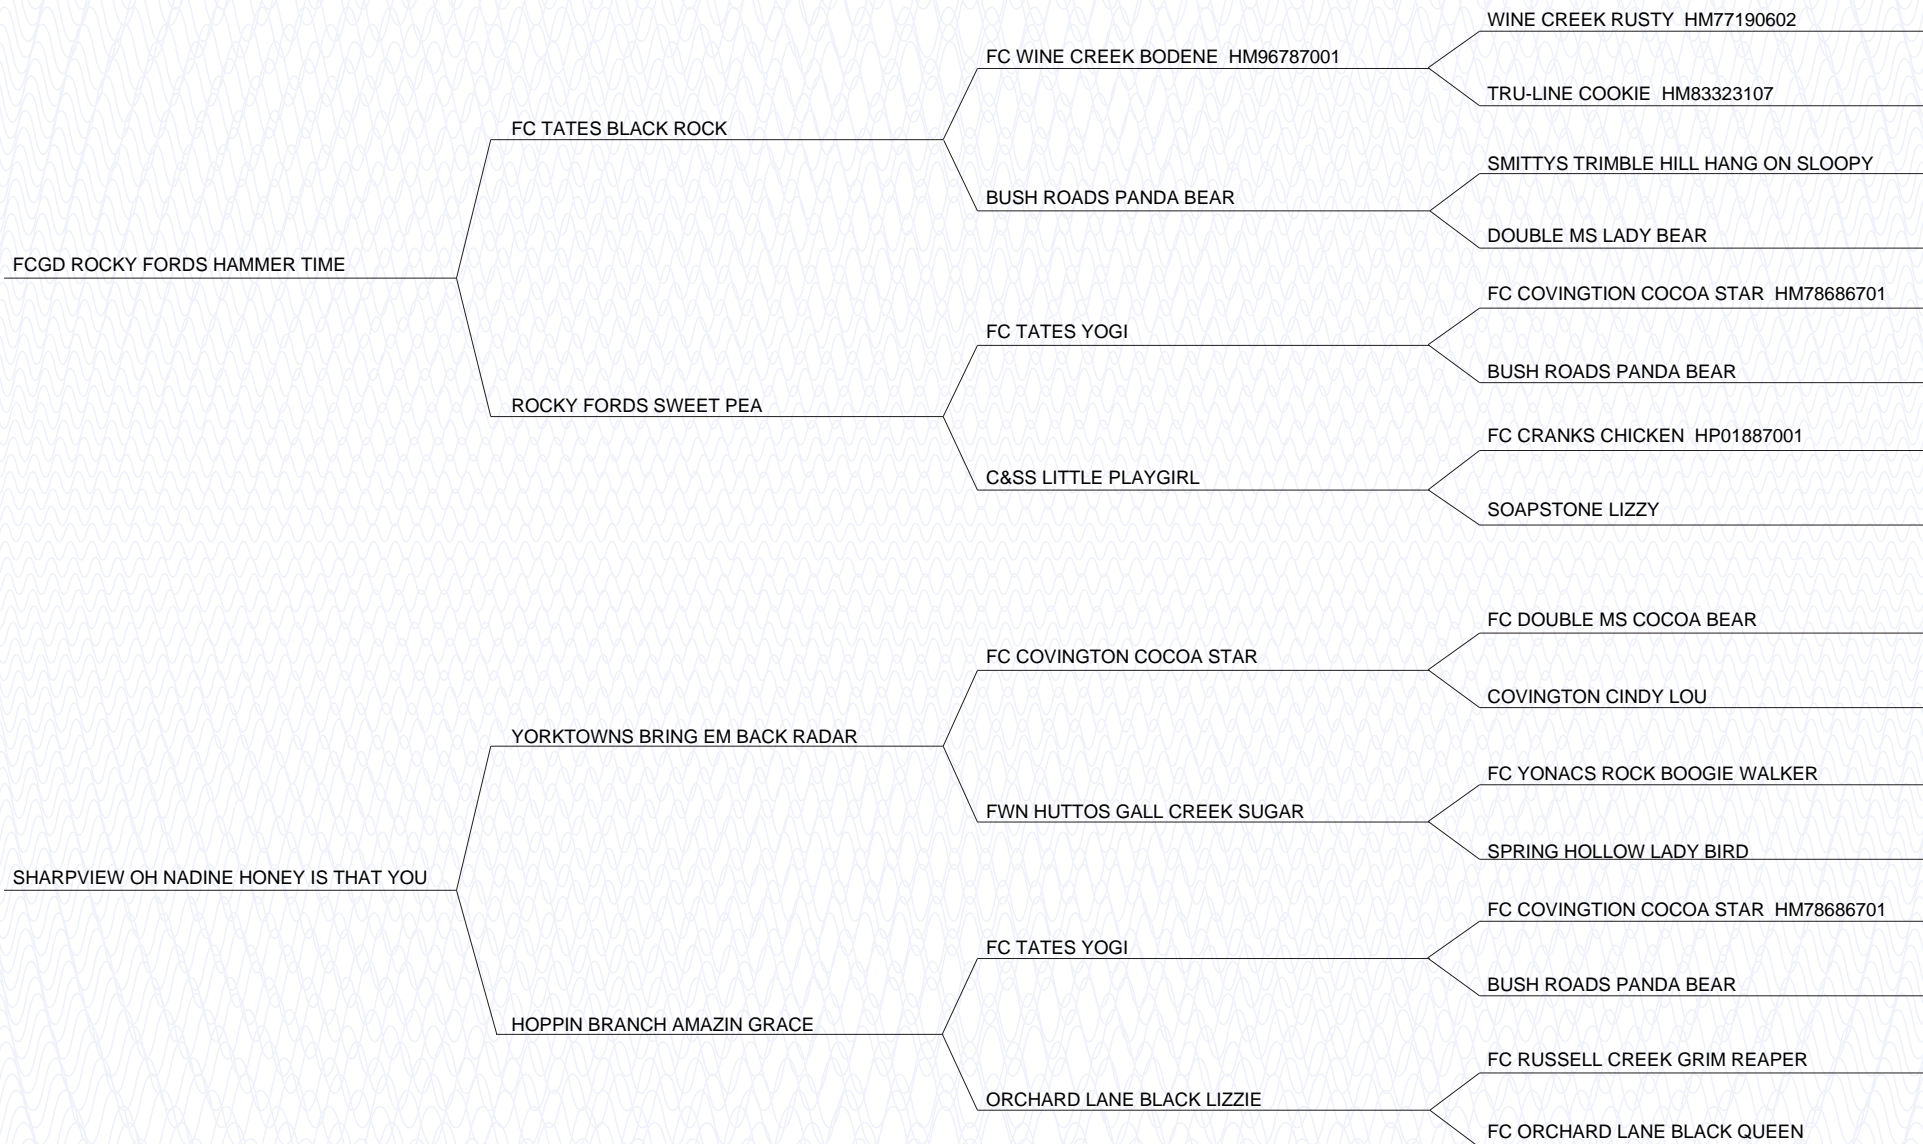 WINE CREEK RUSTY  HM77190602
FC WINE CREEK BODENE  HM96787001
TRU-LINE COOKIE  HM83323107
FC TATES BLACK ROCK
SMITTYS TRIMBLE HILL HANG ON SLOOPY
BUSH ROADS PANDA BEAR
DOUBLE MS LADY BEAR
FCGD ROCKY FORDS HAMMER TIME
FC COVINGTION COCOA STAR  HM78686701
FC TATES YOGI
BUSH ROADS PANDA BEAR
ROCKY FORDS SWEET PEA
FC CRANKS CHICKEN  HP01887001
C&SS LITTLE PLAYGIRL
SOAPSTONE LIZZY
FC DOUBLE MS COCOA BEAR
FC COVINGTON COCOA STAR
COVINGTON CINDY LOU
YORKTOWNS BRING EM BACK RADAR
FC YONACS ROCK BOOGIE WALKER
FWN HUTTOS GALL CREEK SUGAR
SPRING HOLLOW LADY BIRD
SHARPVIEW OH NADINE HONEY IS THAT YOU
FC COVINGTION COCOA STAR  HM78686701
FC TATES YOGI
BUSH ROADS PANDA BEAR
HOPPIN BRANCH AMAZIN GRACE
FC RUSSELL CREEK GRIM REAPER
ORCHARD LANE BLACK LIZZIE
FC ORCHARD LANE BLACK QUEEN